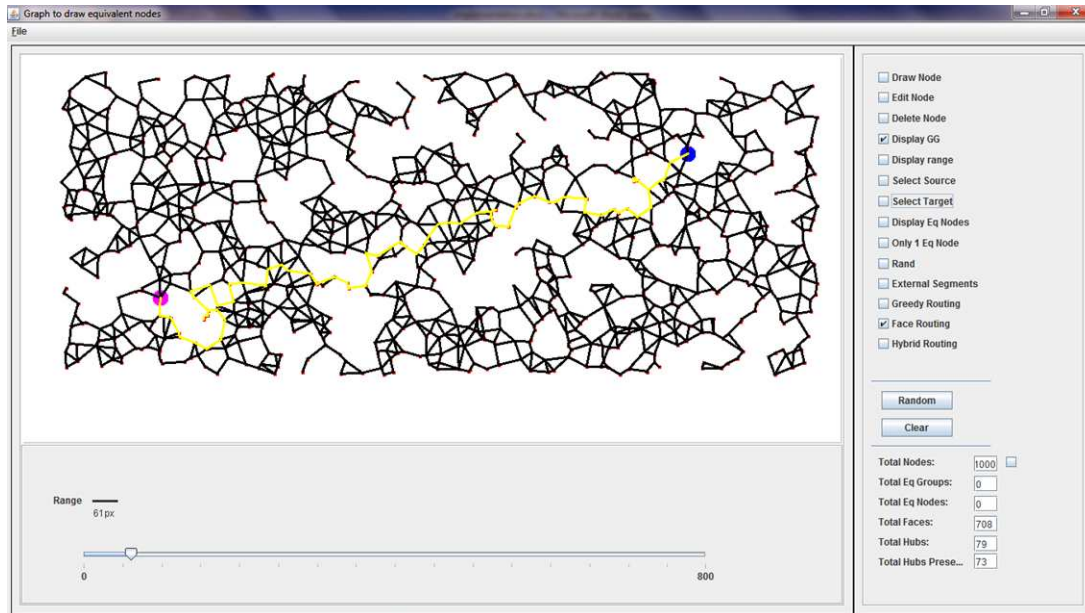 Graph to draw equivalent nodes
File
Draw Node
Edit Node
Delete Node
Display GG
Display range
Select Source
Select Target
Display Eq Nodes
Only 1 Eq Node
Rand
External Segments
Greedy Routing
Face Routing
Hybrid Routing
Random
Clear
Total Nodes: 1000
Total Eq Groups: 0
Total Eq Nodes: 0
Total Faces: 708
Total Hubs: 79
Total Hubs Prese... 73
Range
61px
0 800